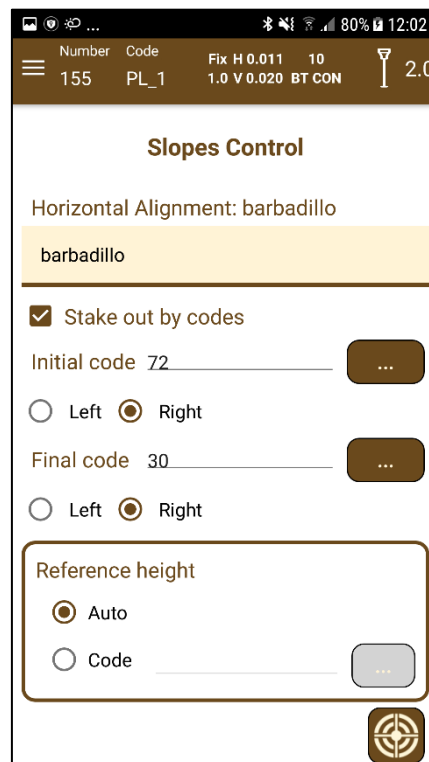 ... 80% 12:02
Number Code Fix H 0.011 10
155 PL_1 1.0 V 0.020 BT CON 2.0
Slopes Control
Horizontal Alignment: barbadillo
barbadillo
Stake out by codes
Initial code 72 ...
Left Right
Final code 30 ...
Left Right
Reference height
Auto
Code ...